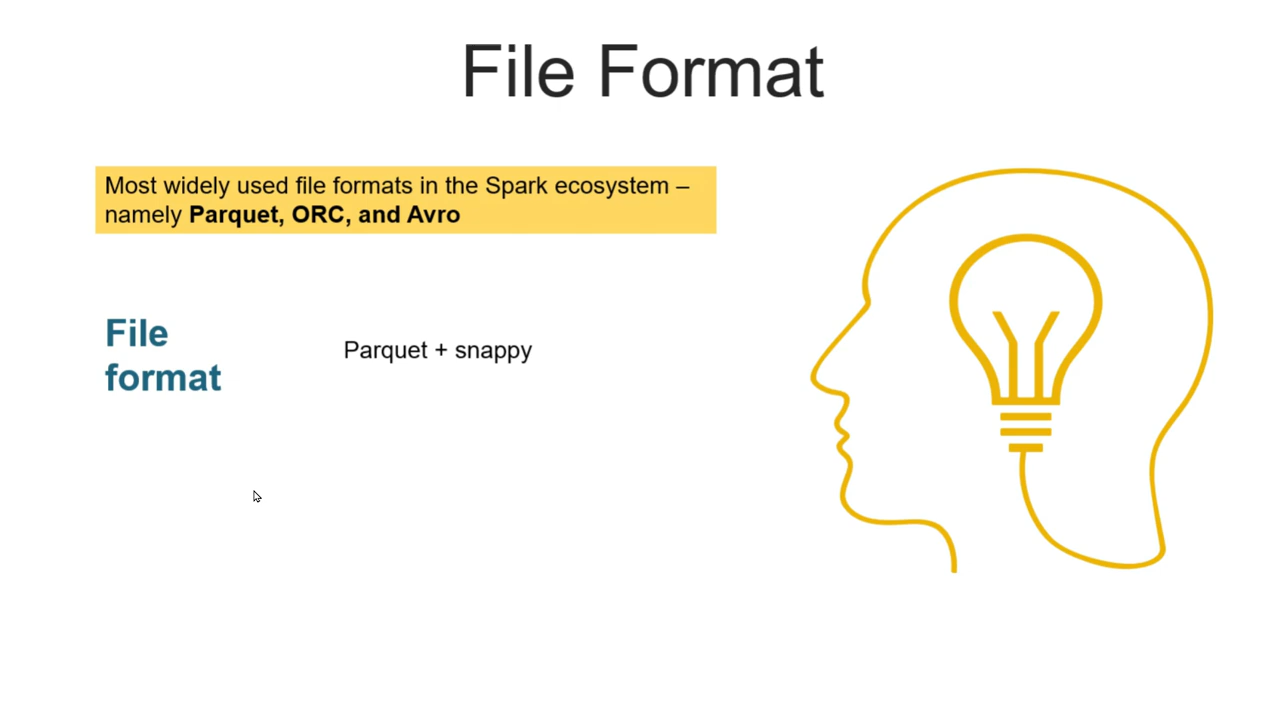 File Format
Most widely used file formats in the Spark ecosystem –
namely Parquet, ORC, and Avro
File
format
Parquet + snappy